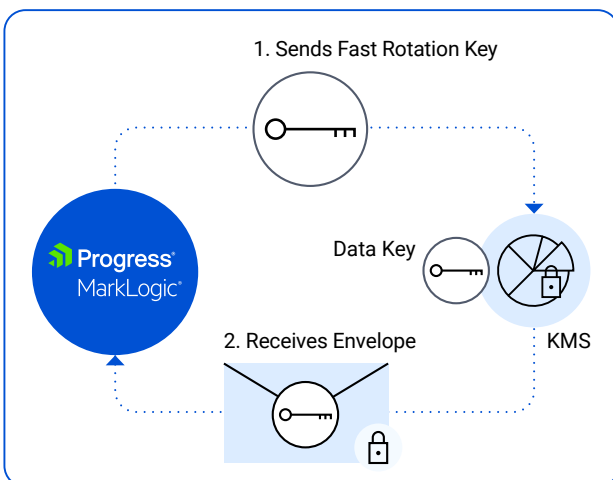 1. Sends Fast Rotation Key
Progress®
MarkLogic®
Data Key
KMS
2. Receives Envelope